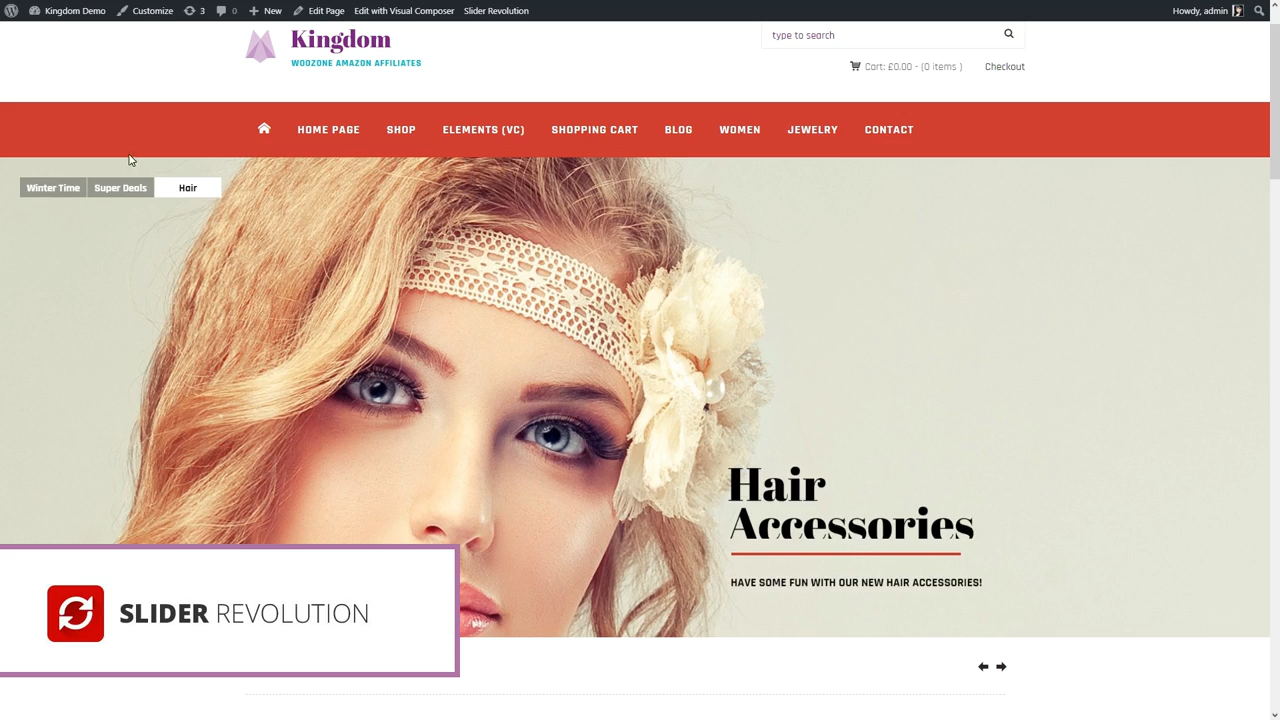 Kingdom Demo Customize 3 0 New Edit Page Edit with Visual Composer Slider Revolution Howdy, admin
Kingdom
WOOZONE AMAZON AFFILIATES
type to search
Cart: £0.00 - (0 items ) Checkout
HOME PAGE SHOP ELEMENTS (VC) SHOPPING CART BLOG WOMEN JEWELRY CONTACT
Winter Time Super Deals Hair
Hair
Accessories
HAVE SOME FUN WITH OUR NEW HAIR ACCESSORIES!
SLIDER REVOLUTION